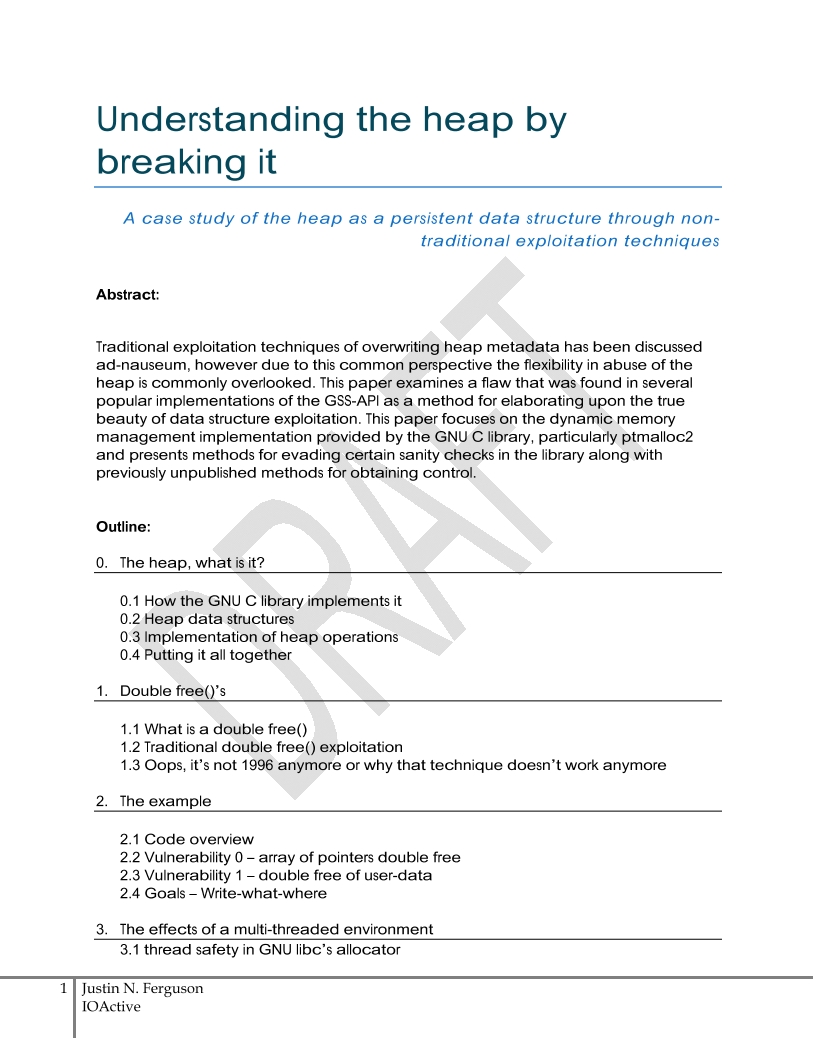 Understanding the heap by
breaking it
A case study of the heap as a persistent data structure through non-
traditional exploitation techniques
Abstract:
Traditional exploitation techniques of overwriting heap metadata has been discussed
ad-nauseum, however due to this common perspective the flexibility in abuse of the
heap is commonly overlooked. This paper examines a flaw that was found in several
popular implementations of the GSS-API as a method for elaborating upon the true
beauty of data structure exploitation. This paper focuses on the dynamic memory
management implementation provided by the GNU C library, particularly ptmalloc2
and presents methods for evading certain sanity checks in the library along with
previously unpublished methods for obtaining control.
Outline:
0. The heap, what is it?
0.1 How the GNU C library implements it
0.2 Heap data structures
0.3 Implementation of heap operations
0.4 Putting it all together
1. Double free()’s
1.1 What is a double free()
1.2 Traditional double free() exploitation
1.3 Oops, it’s not 1996 anymore or why that technique doesn’t work anymore
2. The example
2.1 Code overview
2.2 Vulnerability 0 – array of pointers double free
2.3 Vulnerability 1 – double free of user-data
2.4 Goals – Write-what-where
3. The effects of a multi-threaded environment
3.1 thread safety in GNU libc’s allocator
1 Justin N. Ferguson
IOActive
DRAFT